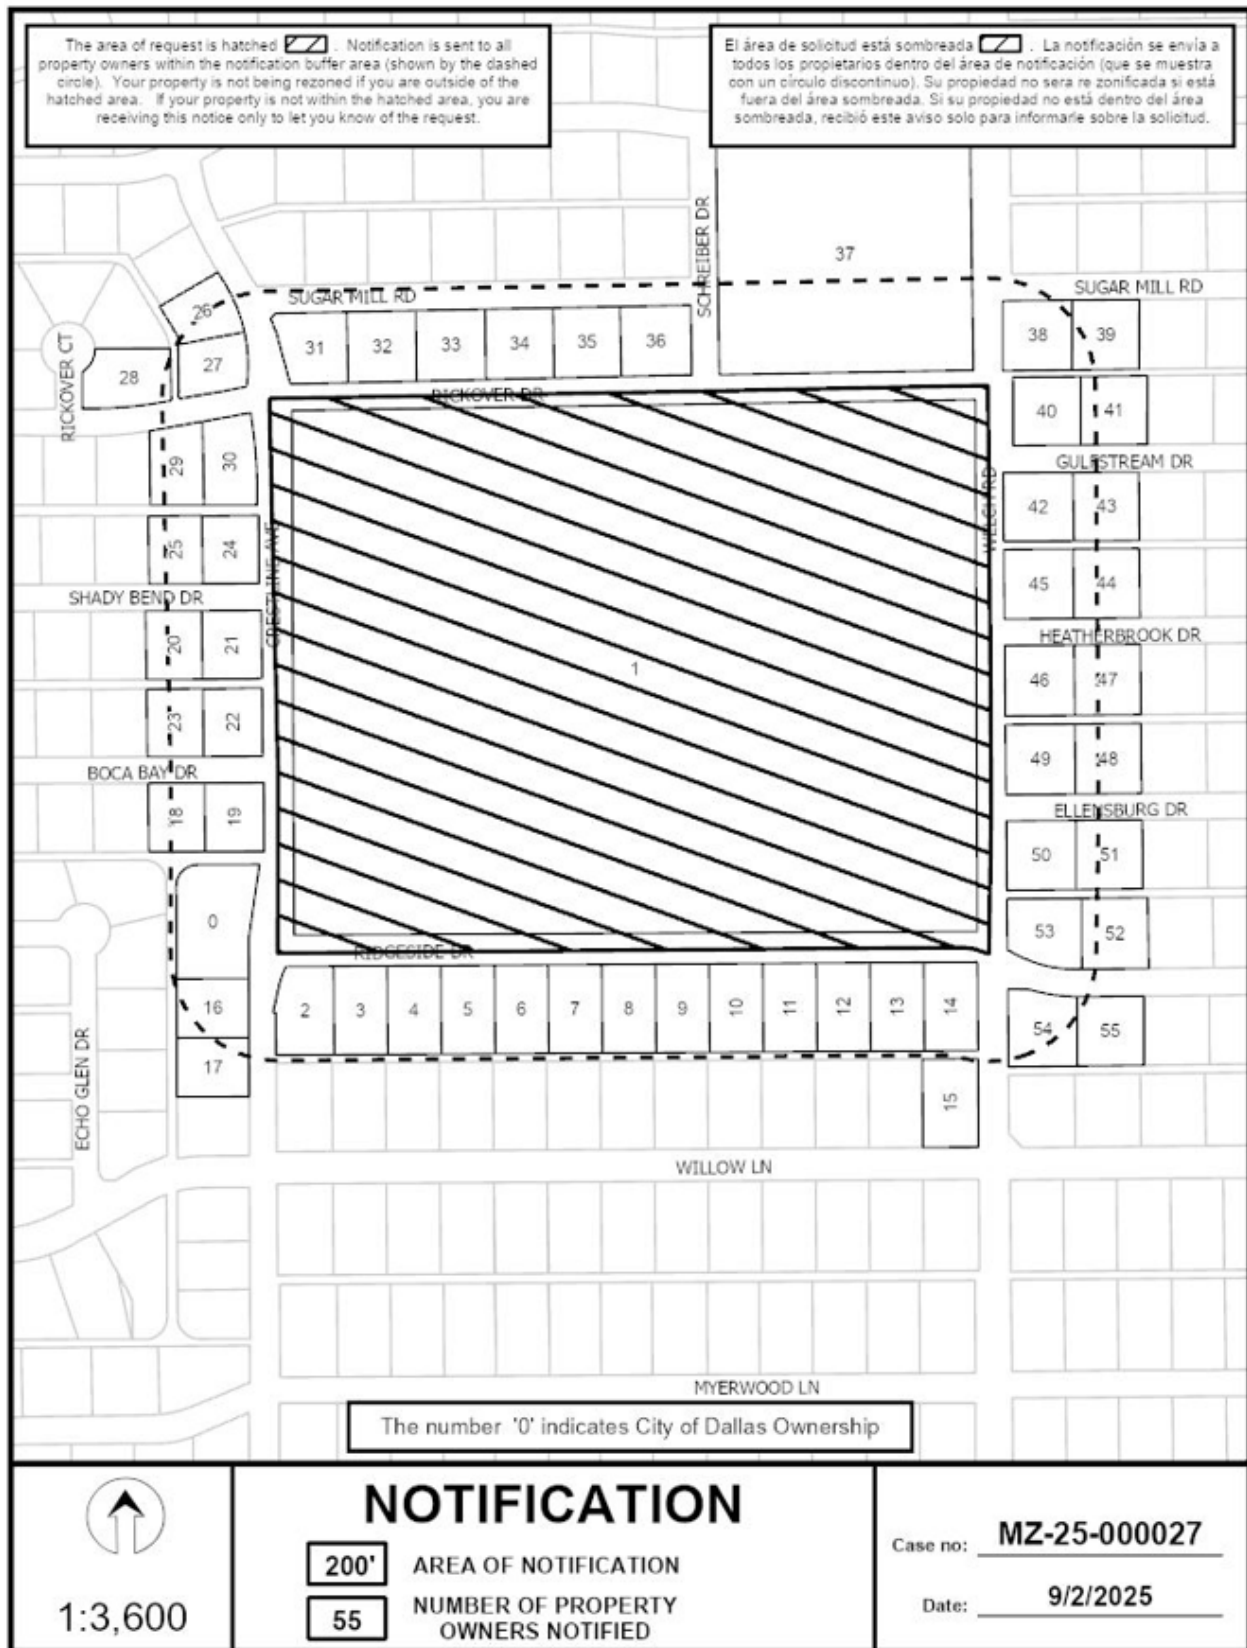 The area of request is hatched . Notification is sent to all
property owners within the notification buffer area (shown by the dashed
circle). Your property is not being rezoned if you are outside of the
hatched area. If your property is not within the hatched area, you are
receiving this notice only to let you know of the request.
El área de solicitud está sombreada . La notificación se envía a
todos los propietarios dentro del área de notificación (que se muestra
con un círculo discontinuo). Su propiedad no sera re zonificada si está
fuera del área sombreada. Si su propiedad no está dentro del área
sombreada, recibió este aviso solo para informarle sobre la solicitud.
SCHREIBER DR
37
SUGAR MILL RD
SUGAR MILL RD
26
27
28
RICKOVER CT
31
32
33
34
35
36
38
39
RICKOVER DR
40
41
29
30
GULFSTREAM DR
WELCH RD
42
43
25
24
CRESTLINE AVE
45
44
SHADY BEND DR
20
21
HEATHERBROOK DR
1
46
47
23
22
49
48
BOCA BAY DR
18
19
ELLENSBURG DR
50
51
0
53
52
RIDGESIDE DR
16
2
3
4
5
6
7
8
9
10
11
12
13
14
54
55
17
ECHO GLEN DR
15
WILLOW LN
MYERWOOD LN
The number '0' indicates City of Dallas Ownership
1:3,600
NOTIFICATION
200' AREA OF NOTIFICATION
55 NUMBER OF PROPERTY
OWNERS NOTIFIED
Case no: MZ-25-000027
Date: 9/2/2025